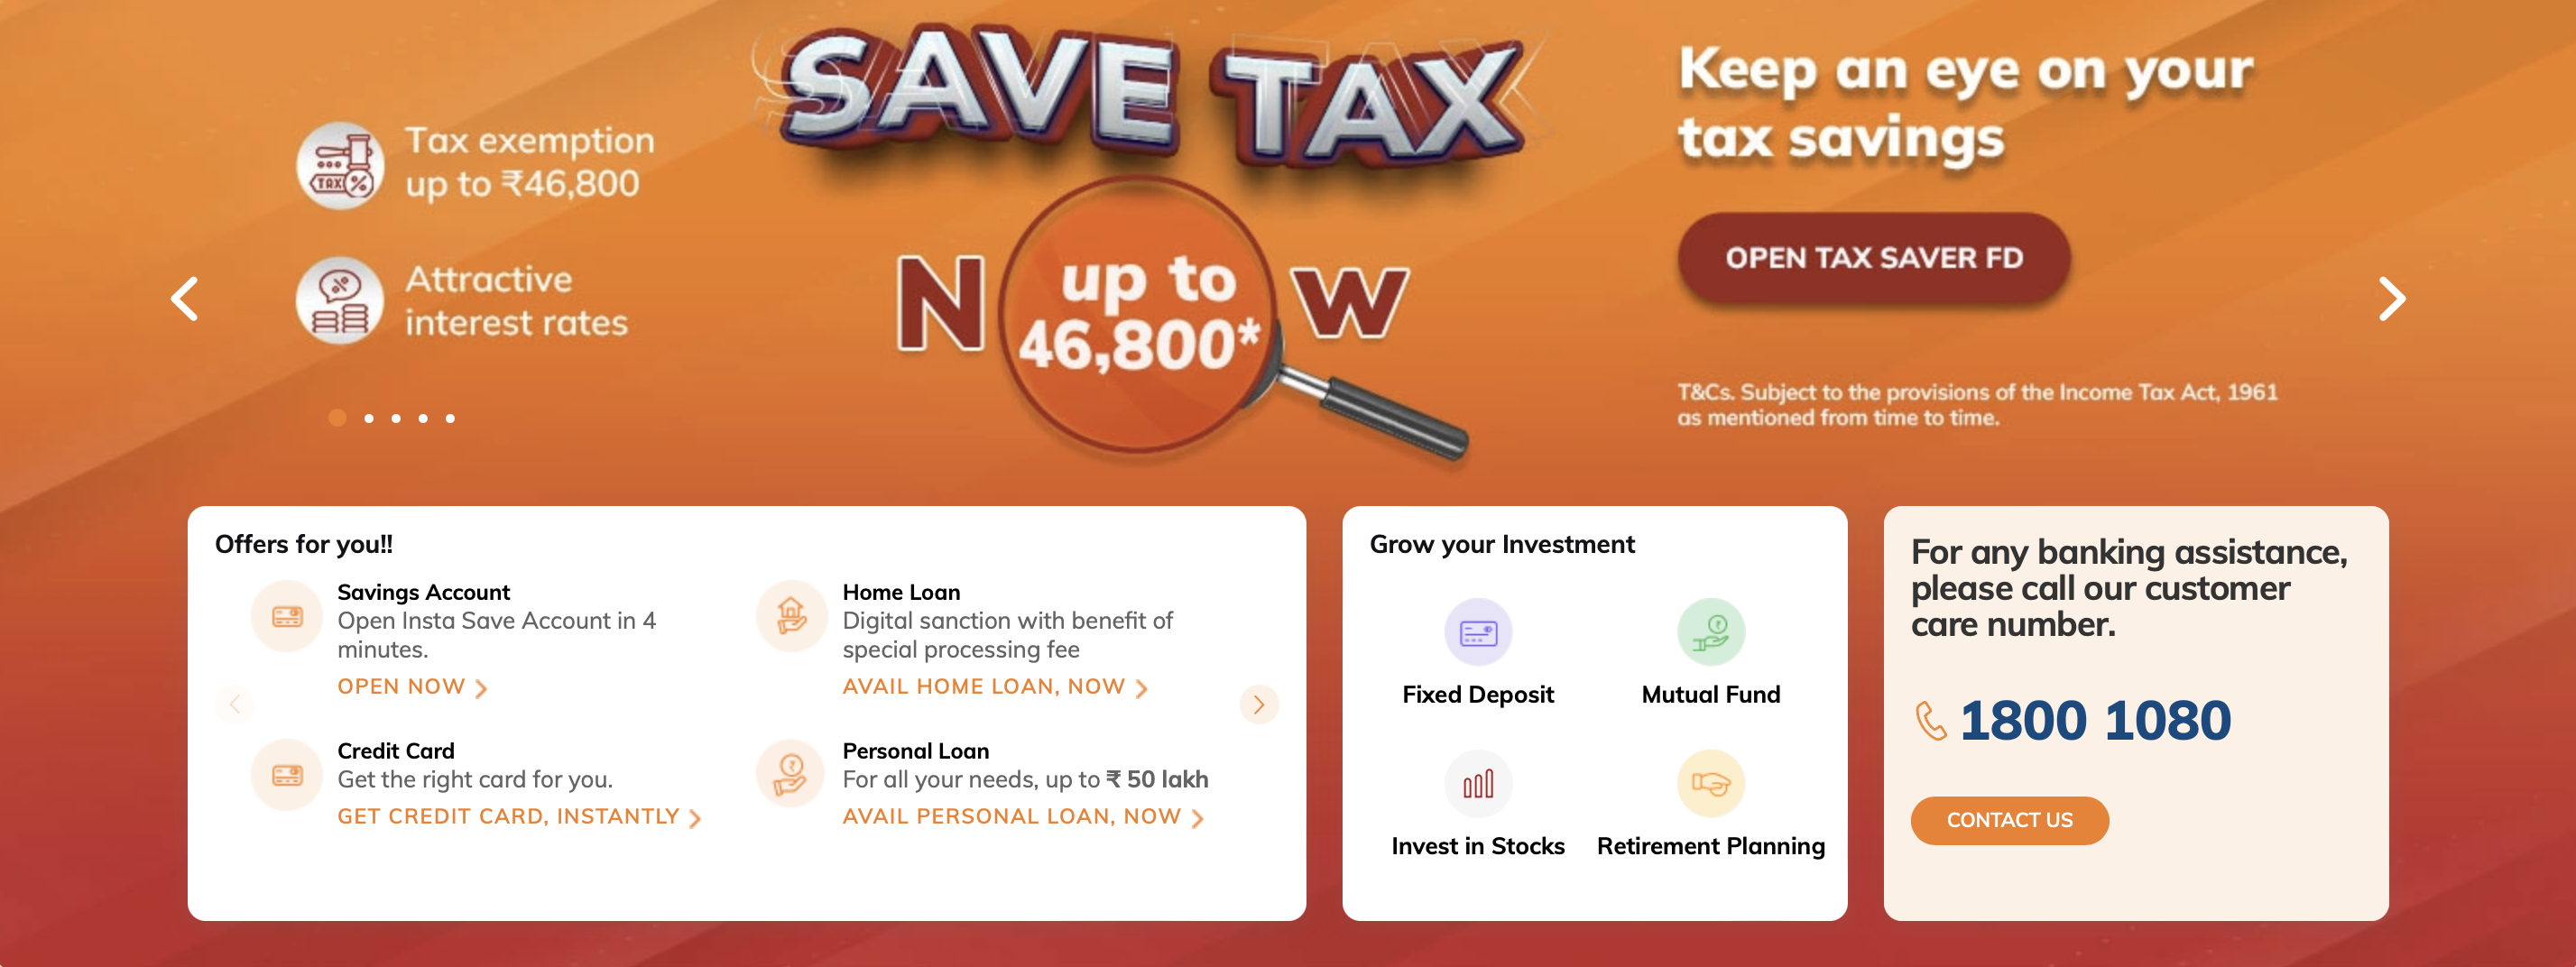 Tax exemption
up to ₹46,800
Attractive
interest rates
SAVE TAX
N W
up to
46,800*
Keep an eye on your
tax savings
OPEN TAX SAVER FD
T&Cs. Subject to the provisions of the Income Tax Act, 1961
as mentioned from time to time.
Offers for you!!
Savings Account
Open Insta Save Account in 4
minutes.
OPEN NOW
Home Loan
Digital sanction with benefit of
special processing fee
AVAIL HOME LOAN, NOW
Credit Card
Get the right card for you.
GET CREDIT CARD, INSTANTLY
Personal Loan
For all your needs, up to ₹ 50 lakh
AVAIL PERSONAL LOAN, NOW
Grow your Investment
Fixed Deposit
Mutual Fund
Invest in Stocks
Retirement Planning
For any banking assistance,
please call our customer
care number.
1800 1080
CONTACT US
TAX %